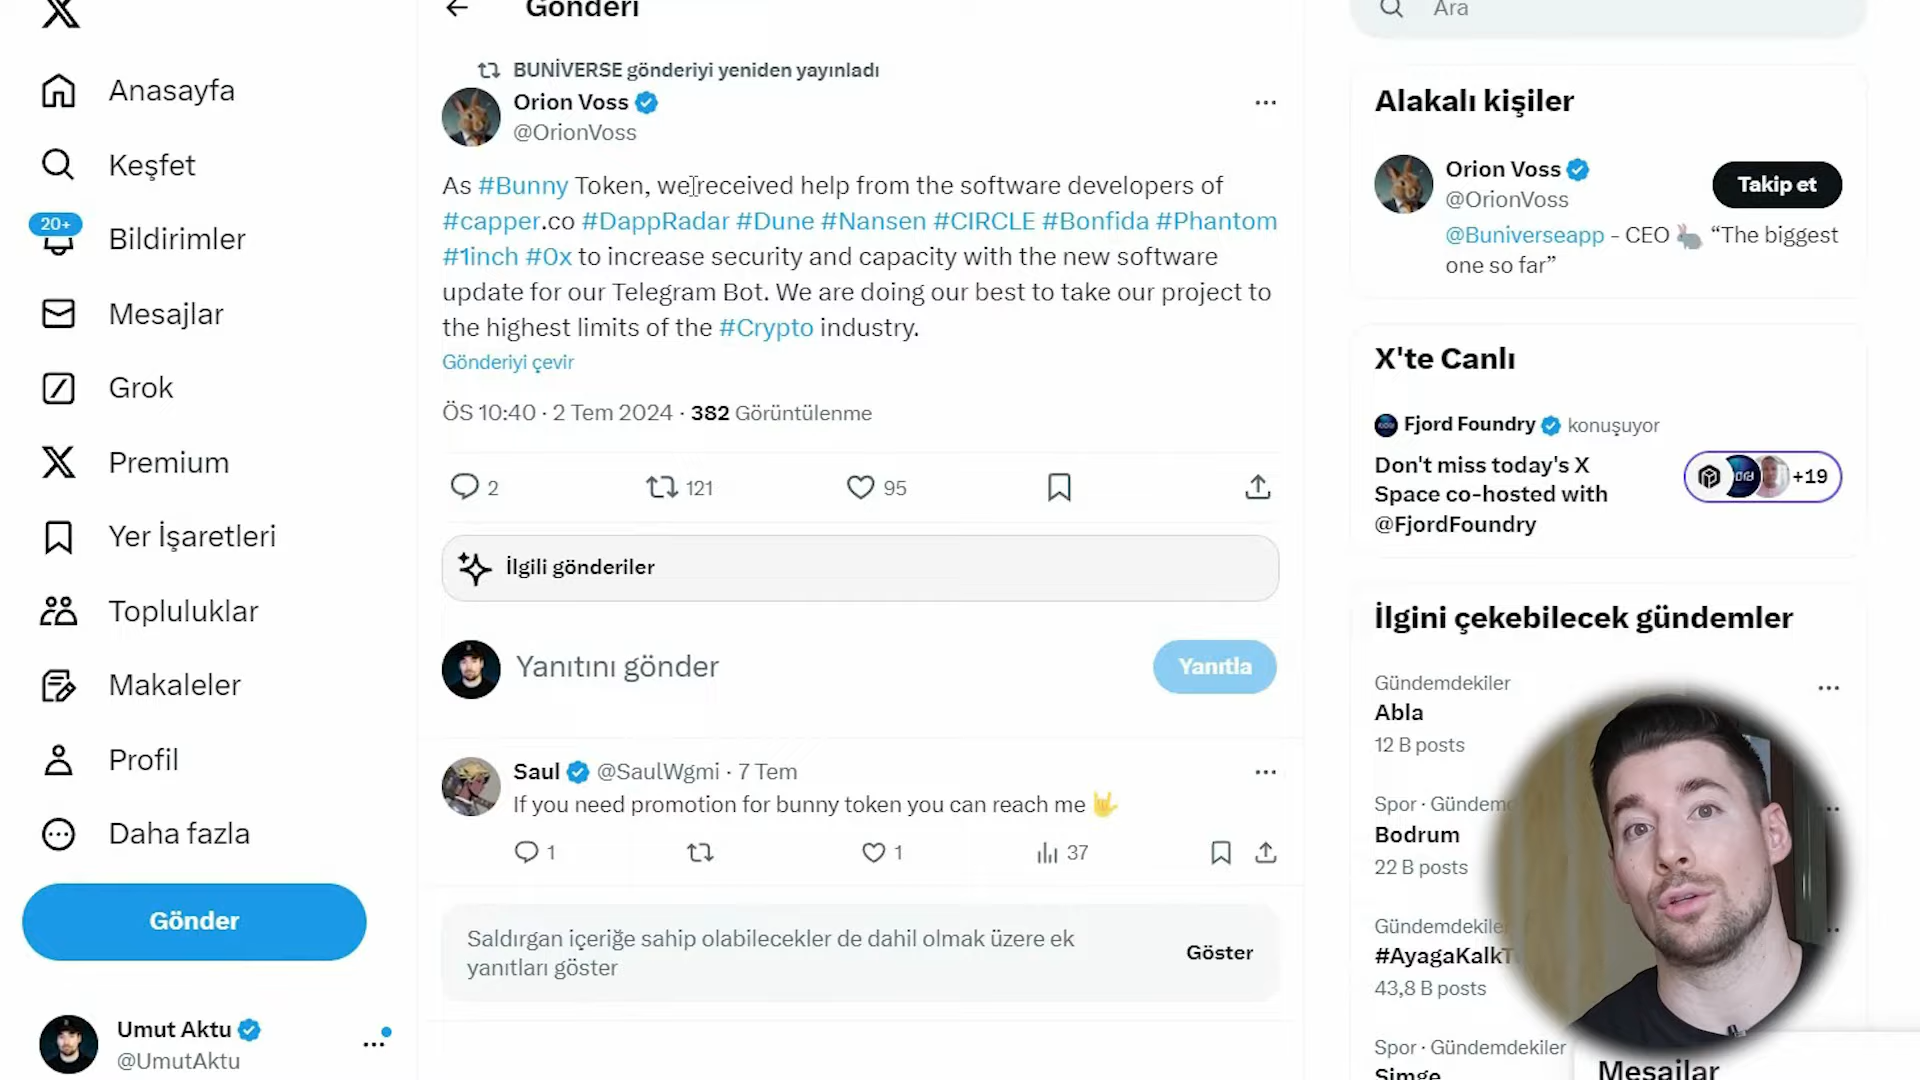 Gönderi
Ara
Anasayfa
Keşfet
20+
Bildirimler
Mesajlar
Grok
Premium
Yer İşaretleri
Topluluklar
Makaleler
Profil
Daha fazla
Gönder
Umut Aktu
@UmutAktu
BUNİVERSE gönderiyi yeniden yayınladı
Orion Voss
@OrionVoss
As #Bunny Token, we received help from the software developers of
#capper.co #DappRadar #Dune #Nansen #CIRCLE #Bonfida #Phantom
#1inch #0x to increase security and capacity with the new software
update for our Telegram Bot. We are doing our best to take our project to
the highest limits of the #Crypto industry.
Gönderiyi çevir
ÖS 10:40 · 2 Tem 2024 · 382 Görüntülenme
2 121 95
İlgili gönderiler
Yanıtını gönder
Yanıtla
Saul @SaulWgmi · 7 Tem
If you need promotion for bunny token you can reach me
1 1 37
Saldırgan içeriğe sahip olabilecekler de dahil olmak üzere ek
yanıtları göster
Göster
Alakalı kişiler
Orion Voss
@OrionVoss
Takip et
@Buniverseapp - CEO “The biggest
one so far”
X'te Canlı
Fjord Foundry konuşuyor
Don't miss today's X
Space co-hosted with
@FjordFoundry
+19
İlgini çekebilecek gündemler
Gündemdekiler
Abla
12 B posts
Spor · Gündemd
Bodrum
22 B posts
Gündemdekiler
#AyagaKalkT
43,8 B posts
Spor · Gündemdekiler
Simge
Mesajlar